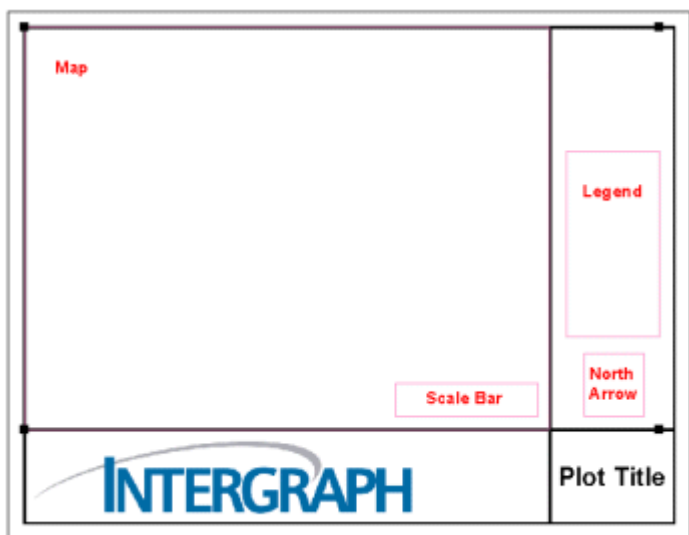 Map
Legend
North
Arrow
Scale Bar
INTERGRAPH
Plot Title